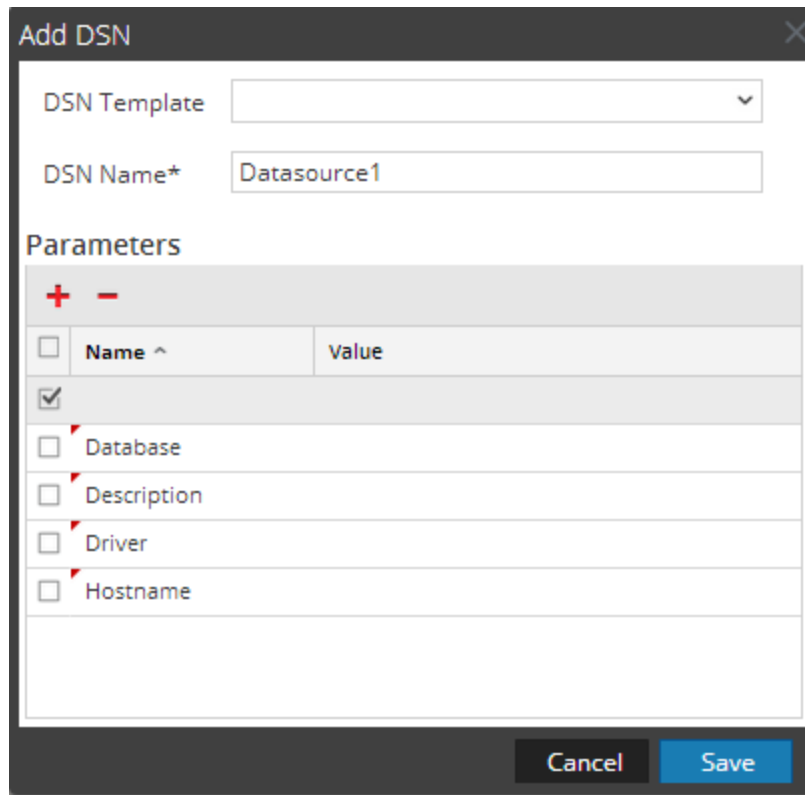 Add DSN
DSN Template
DSN Name* Datasource1
Parameters
Name Value
Database
Description
Driver
Hostname
Cancel Save